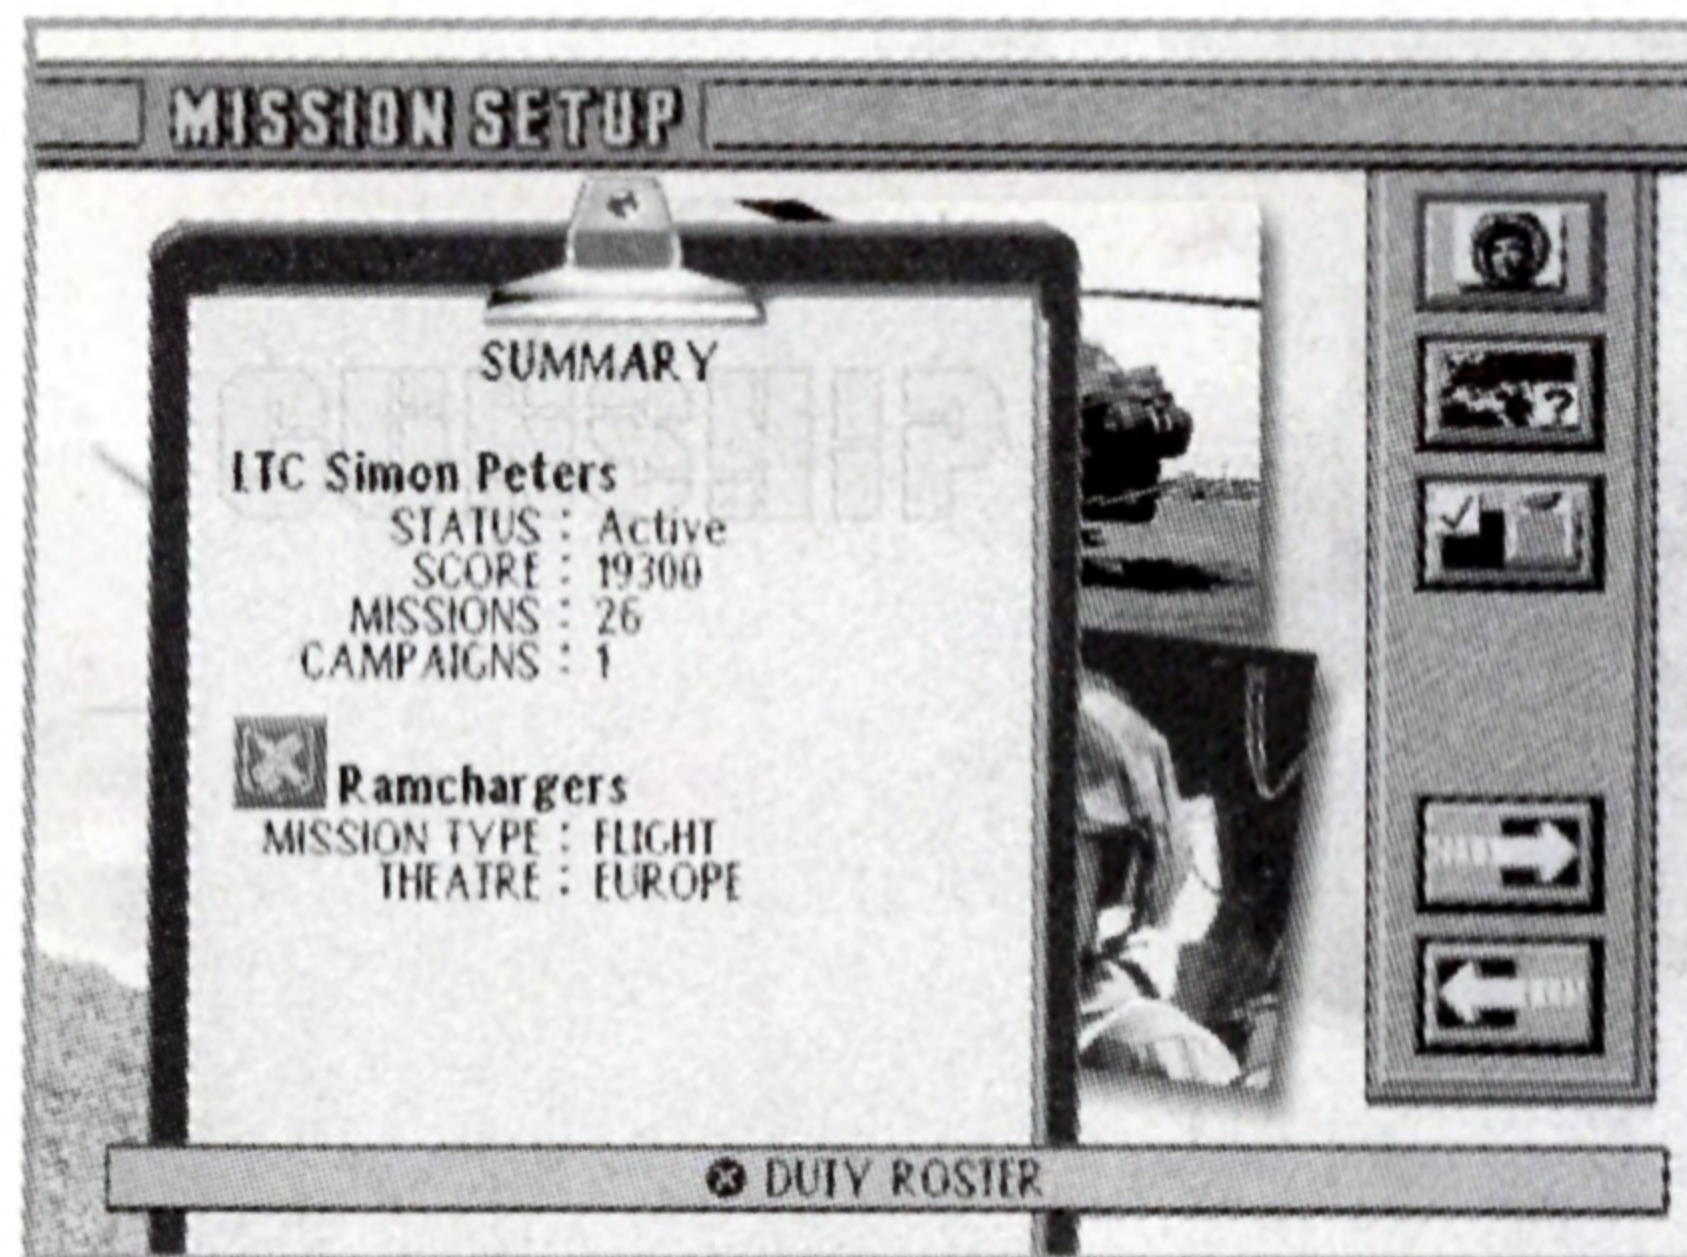 MISSION SETUP
SUMMARY
GUNSHIP
LTC Simon Peters
STATUS : Active
SCORE : 19300
MISSIONS : 26
CAMPAIGNS : 1
Ramchargers
MISSION TYPE : FLIGHT
THEATRE : EUROPE
?
DUTY ROSTER